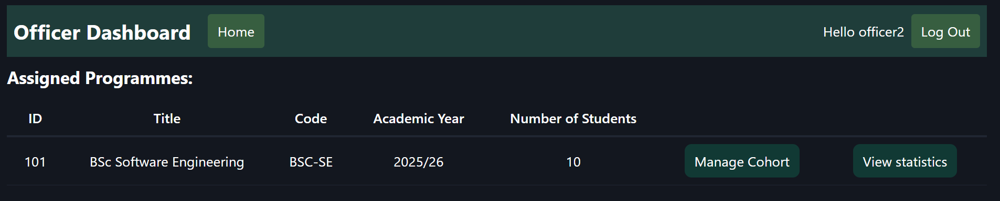 Officer Dashboard Home Hello officer2 Log Out
Assigned Programmes:
ID Title Code Academic Year Number of Students
101 BSc Software Engineering BSC-SE 2025/26 10 Manage Cohort View statistics